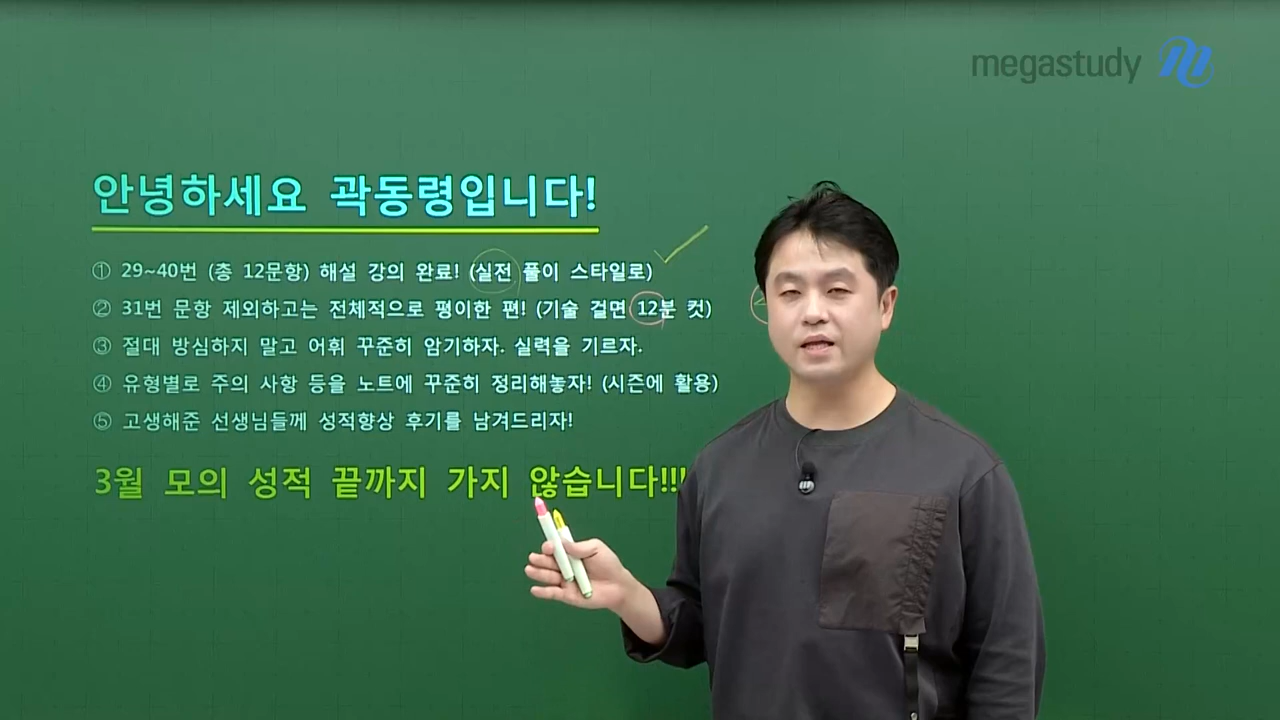 megastudy
안녕하세요 곽동령입니다!
① 29~40번 (총 12문항) 해설 강의 완료! (실전 풀이 스타일로)
② 31번 문항 제외하고는 전체적으로 평이한 편! (기술 걸면 12분 컷)
③ 절대 방심하지 말고 어휘 꾸준히 암기하자. 실력을 기르자.
④ 유형별로 주의 사항 등을 노트에 꾸준히 정리해놓자! (시즌에 활용)
⑤ 고생해준 선생님들께 성적향상 후기를 남겨드리자!
3월 모의 성적 끝까지 가지 않습니다!!!